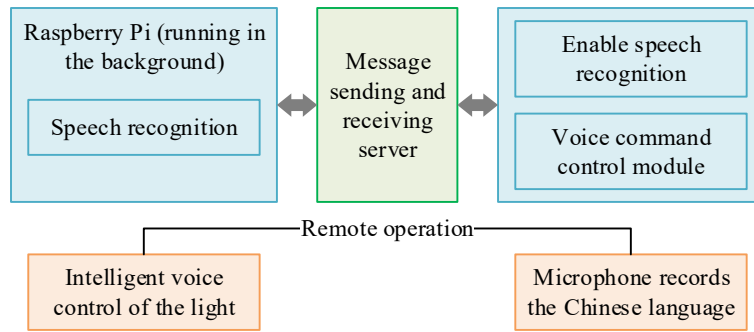 Raspberry Pi (running in
the background)
Speech recognition
Message
sending and
receiving
server
Enable speech
recognition
Voice command
control module
Remote operation
Intelligent voice
control of the light
Microphone records
the Chinese language